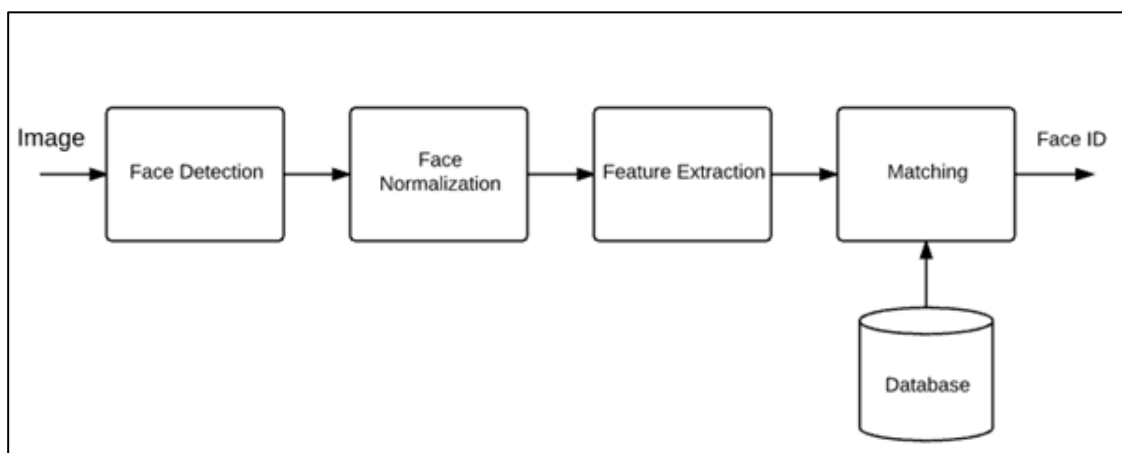 Image
Face Detection
Face
Normalization
Feature Extraction
Matching
Face ID
Database